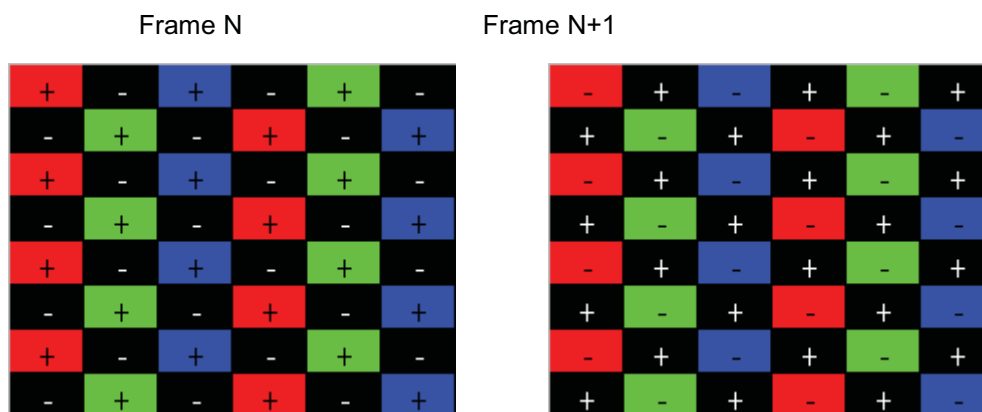 Frame N Frame N+1
+ - + - + - - + - + - +
- + - + - + + - + - + -
+ - + - + - - + - + - +
- + - + - + + - + - + -
+ - + - + - - + - + - +
- + - + - + + - + - + -
+ - + - + - - + - + - +
- + - + - + + - + - + -